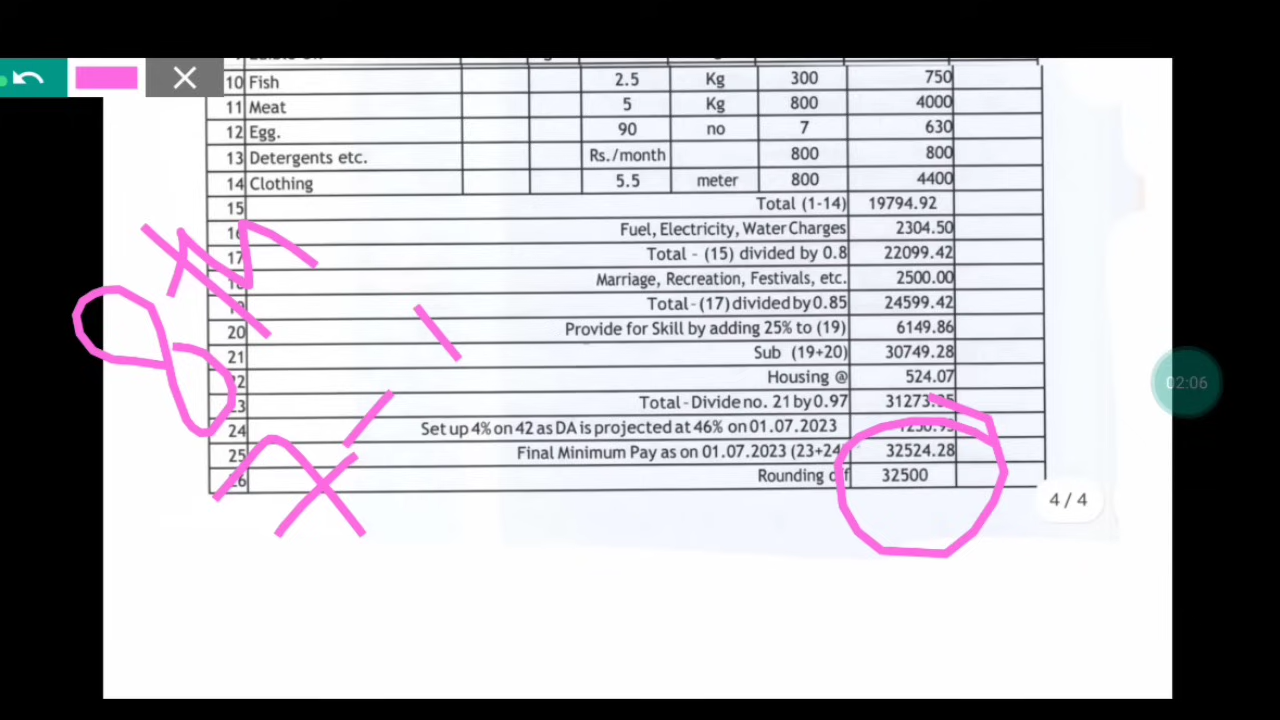 10 Fish 2.5 Kg 300 750
11 Meat 5 Kg 800 4000
12 Egg. 90 no 7 630
13 Detergents etc. Rs./month 800 800
14 Clothing 5.5 meter 800 4400
15 Total (1-14) 19794.92
16 Fuel, Electricity, Water Charges 2304.50
17 Total - (15) divided by 0.8 22099.42
Marriage, Recreation, Festivals, etc. 2500.00
19 Total-(17) divided by 0.85 24599.42
20 Provide for Skill by adding 25% to (19) 6149.86
21 Sub (19+20) 30749.28
Housing @ 524.07
Total-Divide no. 21 by 0.97
24 Set up 4% on 42 as DA is projected at 46% on 01.07.2023
25 Final Minimum Pay as on 01.07.2023 (23+24) 32524.28
Rounding off 32500
4 / 4
02:06